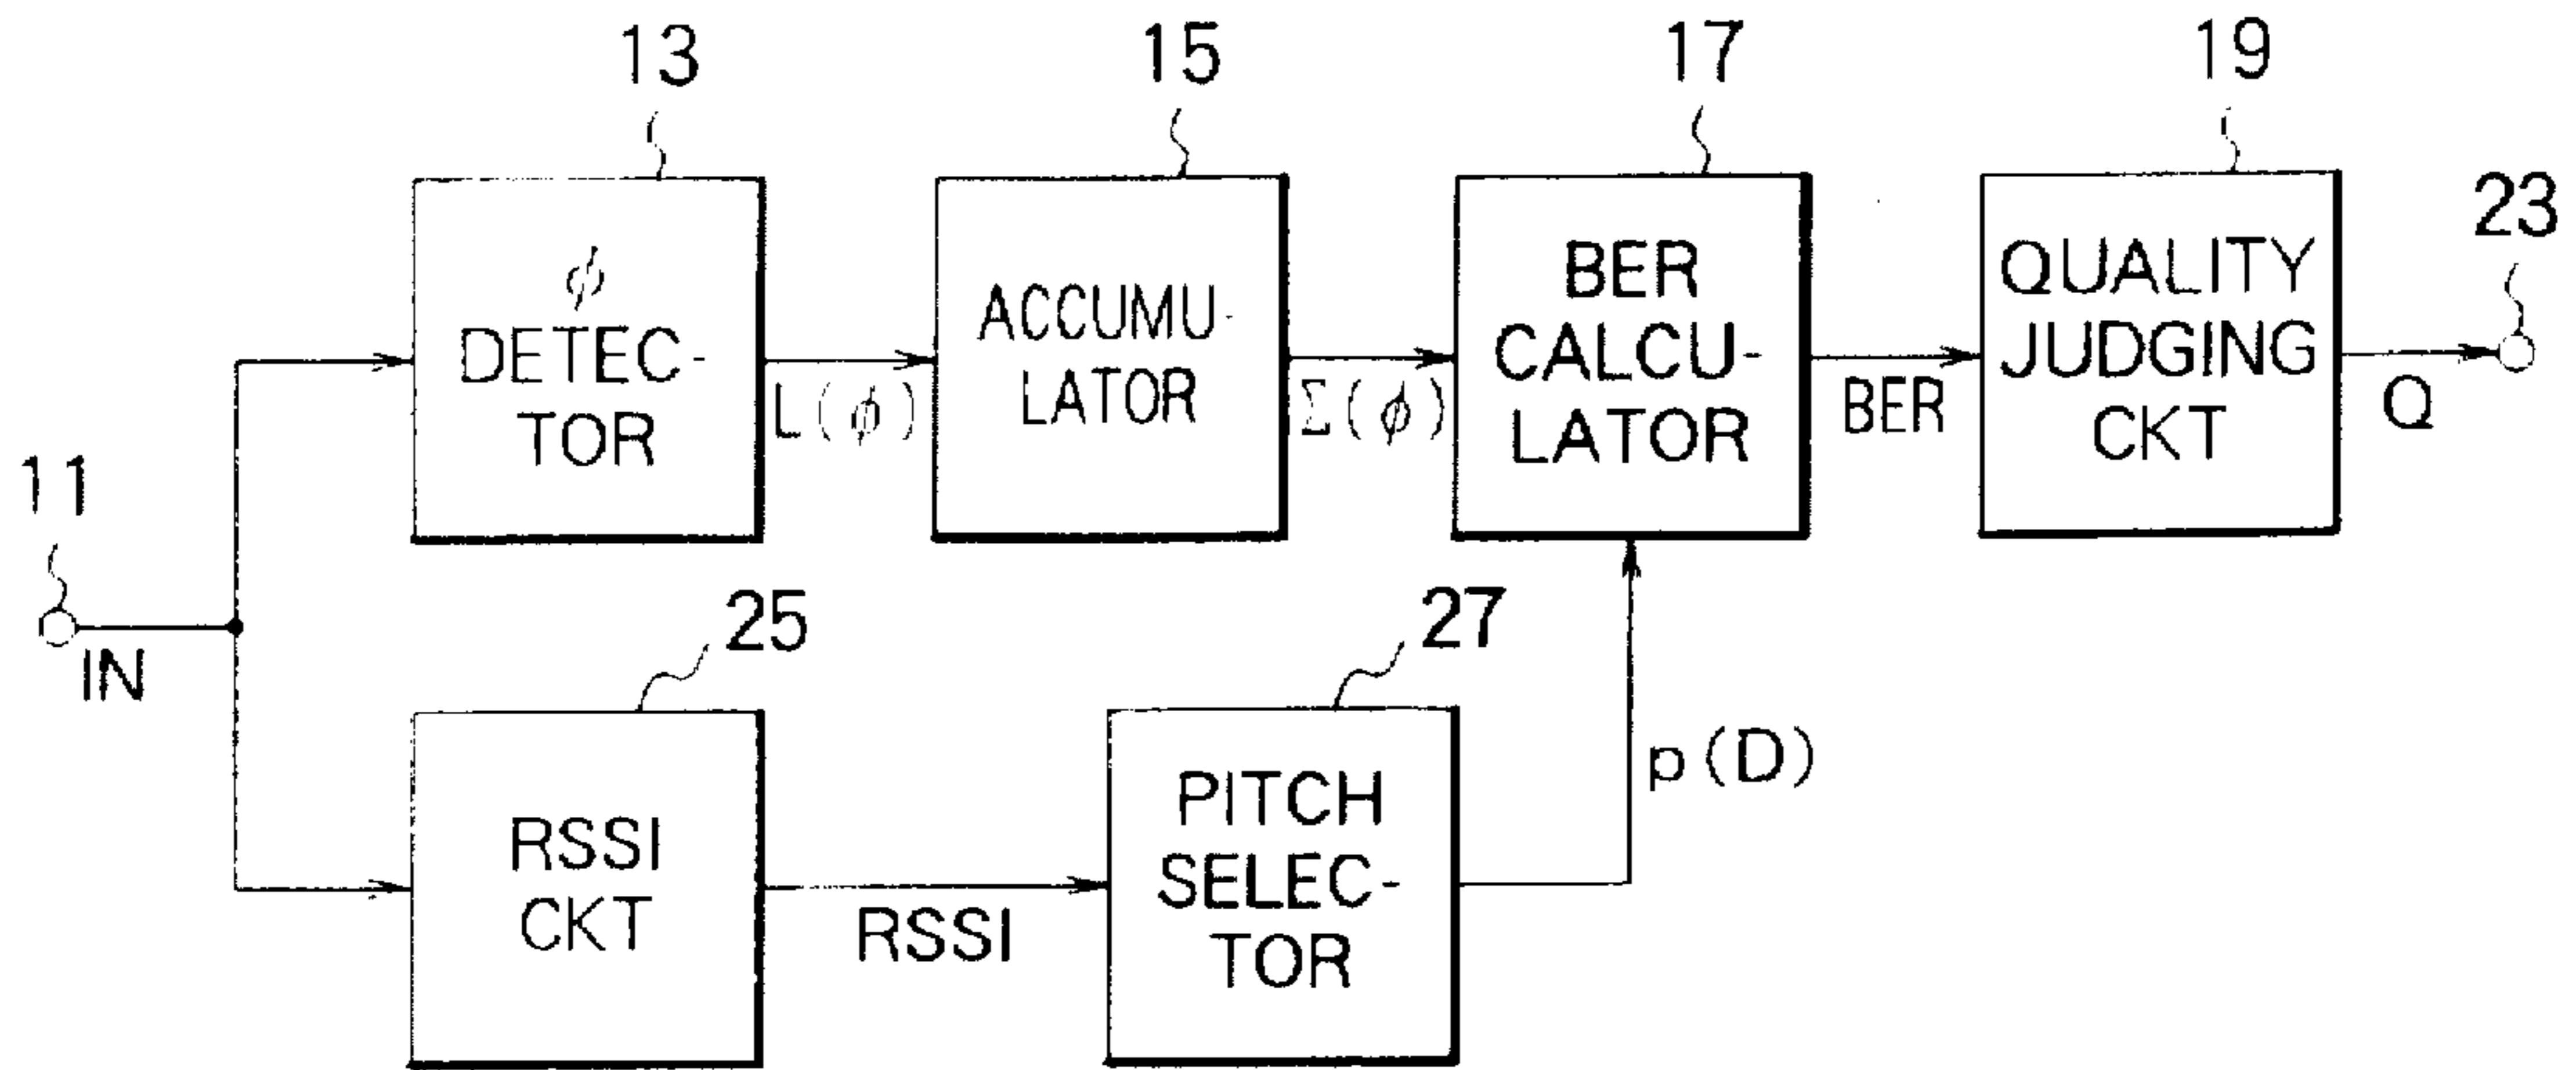 13
15
17
19
23
φ
DETEC-
TOR
L(φ)
ACCUMU-
LATOR
Σ(φ)
BER
CALCU-
LATOR
BER
QUALITY
JUDGING
CKT
Q
11
IN
25
27
RSSI
CKT
RSSI
PITCH
SELEC-
TOR
p(D)